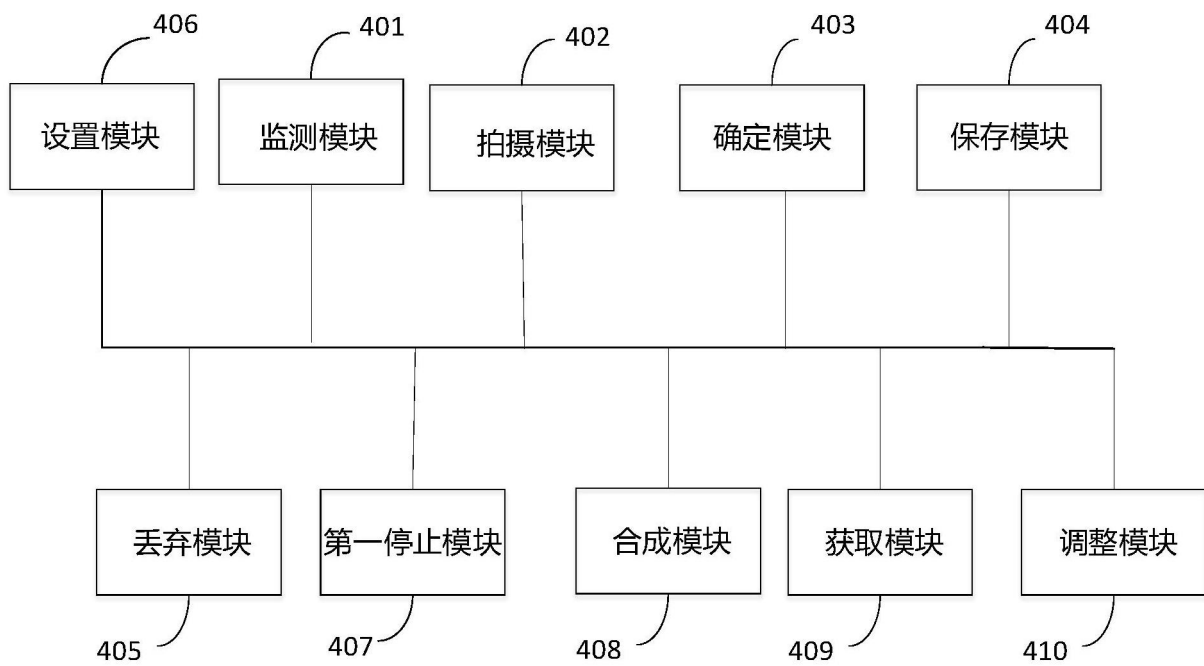 406
401
402
403
404
设置模块
监测模块
拍摄模块
确定模块
保存模块
丢弃模块
第一停止模块
合成模块
获取模块
调整模块
405
407
408
409
410